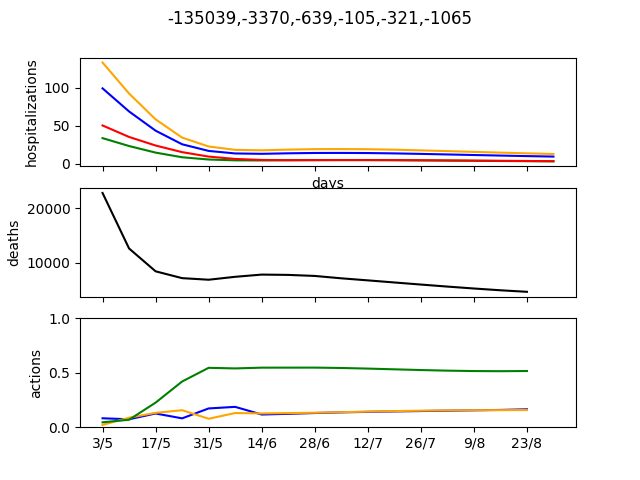 -135039,-3370,-639,-105,-321,-1065
hospitalizations
100
50
0
days
deaths
20000
10000
actions
1.0
0.5
0.0
3/5 17/5 31/5 14/6 28/6 12/7 26/7 9/8 23/8